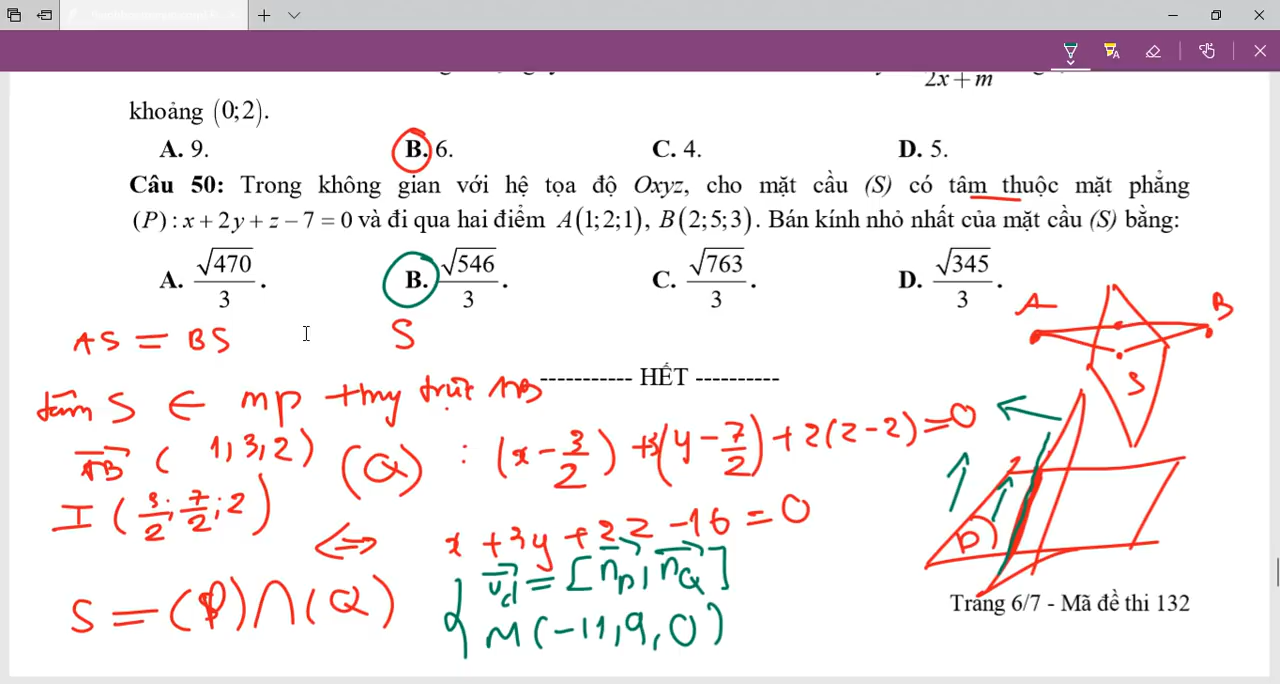 2x + m
khoảng (0;2).
A. 9. B. 6. C. 4. D. 5.
Câu 50: Trong không gian với hệ tọa độ Oxyz, cho mặt cầu (S) có tâm thuộc mặt phẳng
(P): x + 2y + z − 7 = 0 và đi qua hai điểm A(1;2;1), B(2;5;3). Bán kính nhỏ nhất của mặt cầu (S) bằng:
A. √470/3. B. √546/3. C. √763/3. D. √345/3.
A B
S
AS = BS S
----------- HẾT ----------
tâm S ∈ mp trung trực AB
AB (1, 3, 2) (Q) : (x − 3/2) + 3(y − 7/2) + 2(z − 2) = 0
I (3/2; 7/2; 2)
⇔ x + 3y + 2z − 16 = 0
P
S = (P) ∩ (Q) { u_d = [n_P, n_Q]
M(−11, 9, 0)
Trang 6/7 - Mã đề thi 132